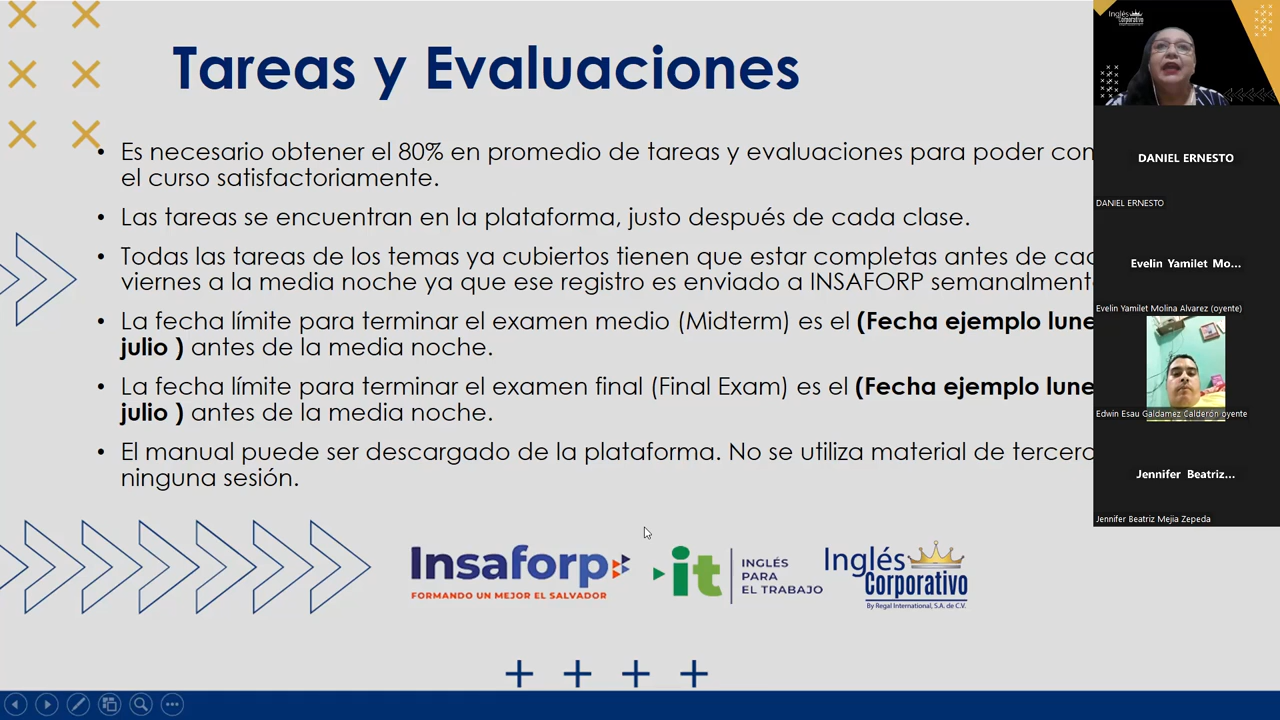 Tareas y Evaluaciones
• Es necesario obtener el 80% en promedio de tareas y evaluaciones para poder
el curso satisfactoriamente.
• Las tareas se encuentran en la plataforma, justo después de cada clase.
• Todas las tareas de los temas ya cubiertos tienen que estar completas antes de
viernes a la media noche ya que ese registro es enviado a INSAFORP
• La fecha límite para terminar el examen medio (Midterm) es el (Fecha ejemplo
julio ) antes de la media noche.
• La fecha límite para terminar el examen final (Final Exam) es el (Fecha ejemplo
julio ) antes de la media noche.
• El manual puede ser descargado de la plataforma. No se utiliza material de
ninguna sesión.
Insaforp
FORMANDO UN MEJOR EL SALVADOR
it
INGLÉS
PARA
EL TRABAJO
Inglés
Corporativo
By Regal International, S.A. de C.V.
Inglés
Corporativo
DANIEL ERNESTO
DANIEL ERNESTO
Evelin Yamilet Mo...
Evelin Yamilet Molina Alvarez (oyente)
Edwin Esau Galdamez Calderón oyente
Jennifer Beatriz...
Jennifer Beatriz Mejia Zepeda